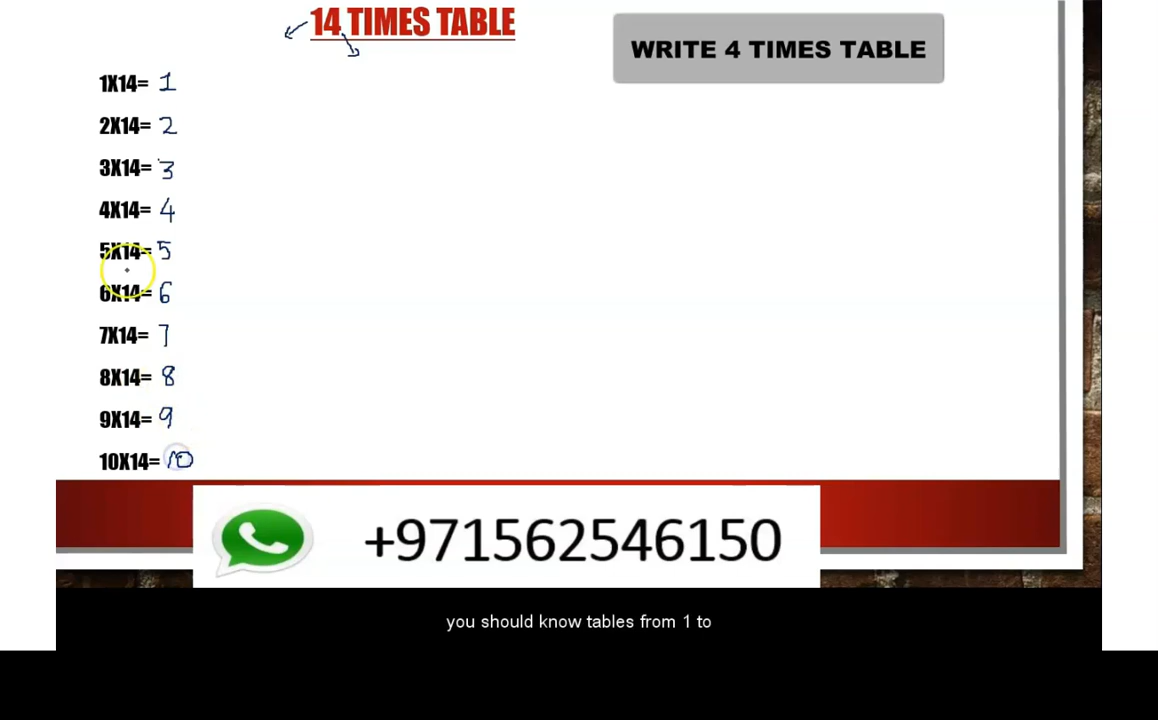 14 TIMES TABLE
WRITE 4 TIMES TABLE
1X14= 1
2X14= 2
3X14= 3
4X14= 4
5X14= 5
6X14= 6
7X14= 7
8X14= 8
9X14= 9
10X14= 10
+971562546150
you should know tables from 1 to